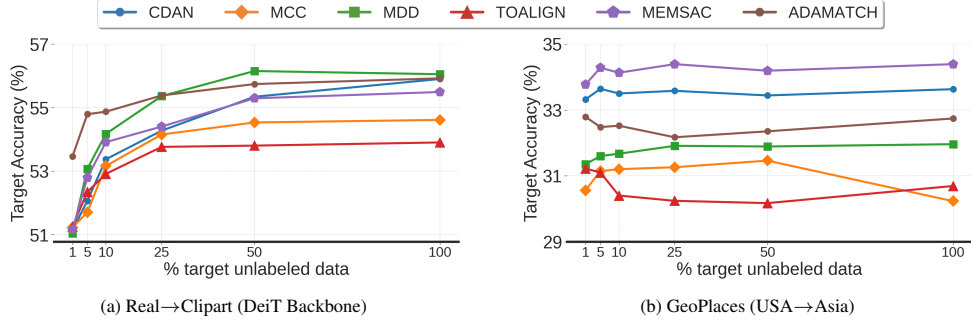 CDAN MCC MDD TOALIGN MEMSAC ADAMATCH
Target Accuracy (%)
57
55
53
51
1 5 10 25 50 100
% target unlabeled data
(a) Real→Clipart (DeiT Backbone)
Target Accuracy (%)
35
33
31
29
1 5 10 25 50 100
% target unlabeled data
(b) GeoPlaces (USA→Asia)